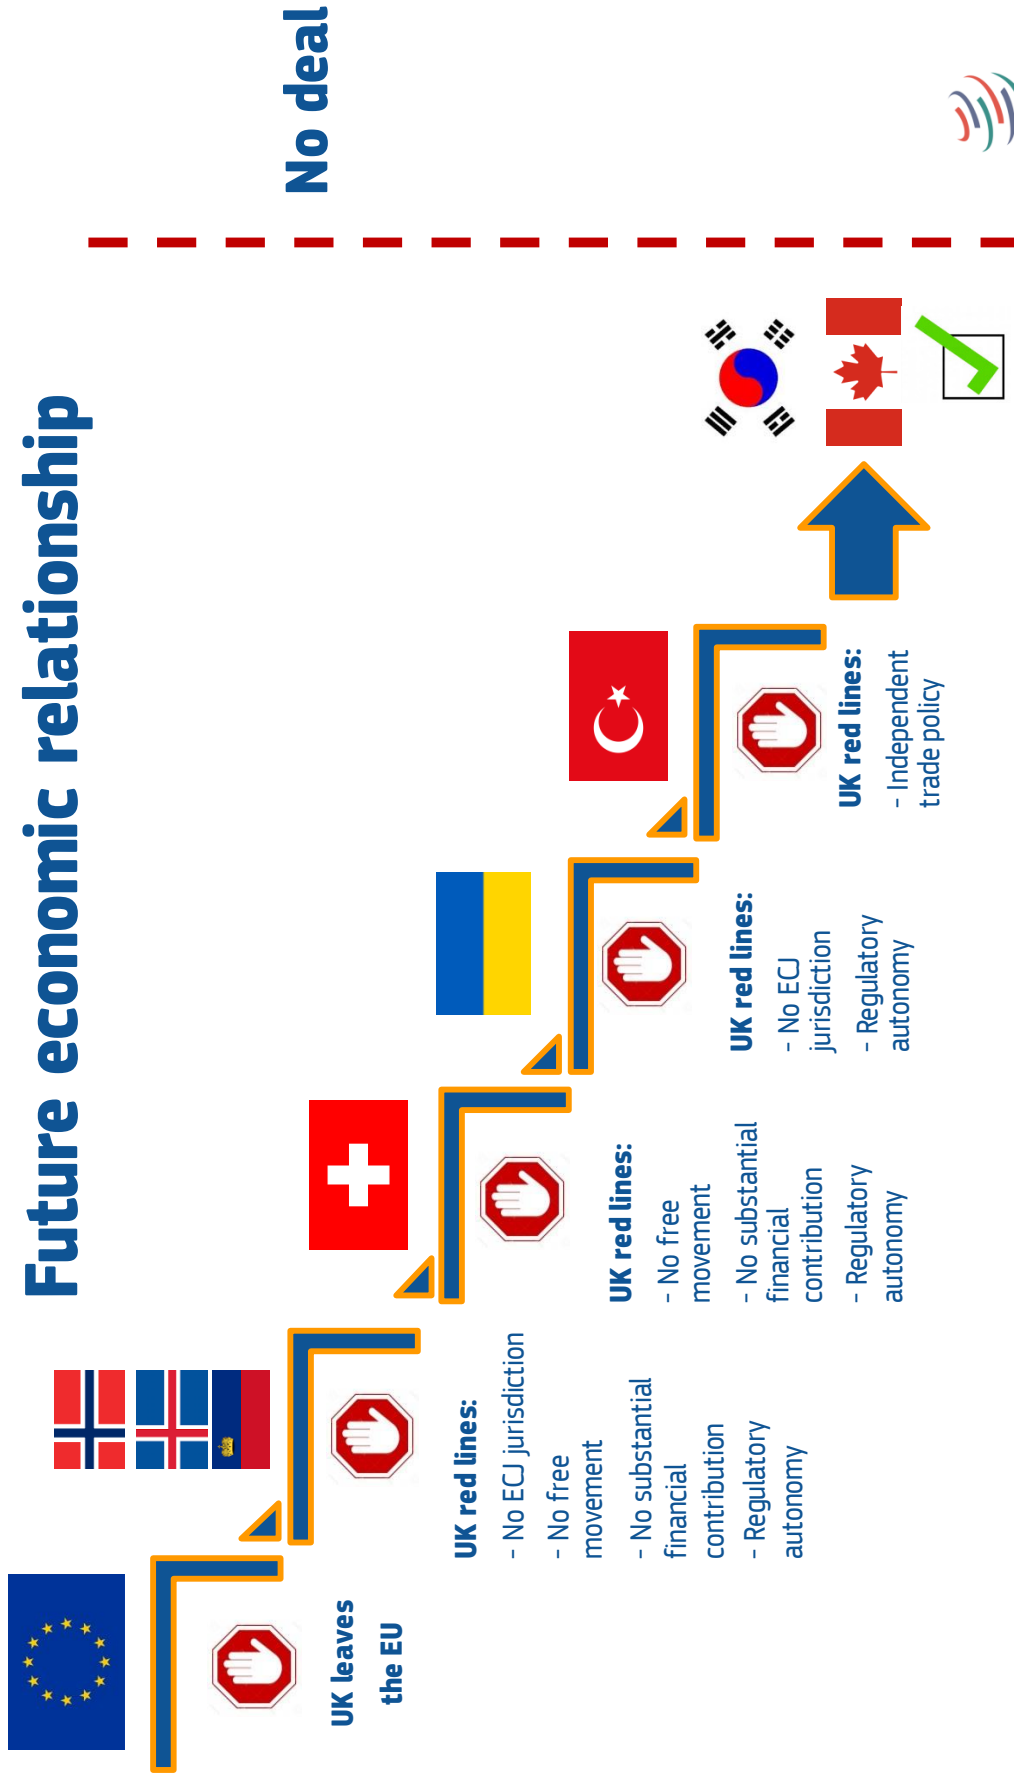 Future economic relationship
No deal
UK leaves
the EU
UK red lines:
- No ECJ jurisdiction
- No free
movement
- No substantial
financial
contribution
- Regulatory
autonomy
UK red lines:
- No free
movement
- No substantial
financial
contribution
- Regulatory
autonomy
UK red lines:
- No ECJ
jurisdiction
- Regulatory
autonomy
UK red lines:
- Independent
trade policy